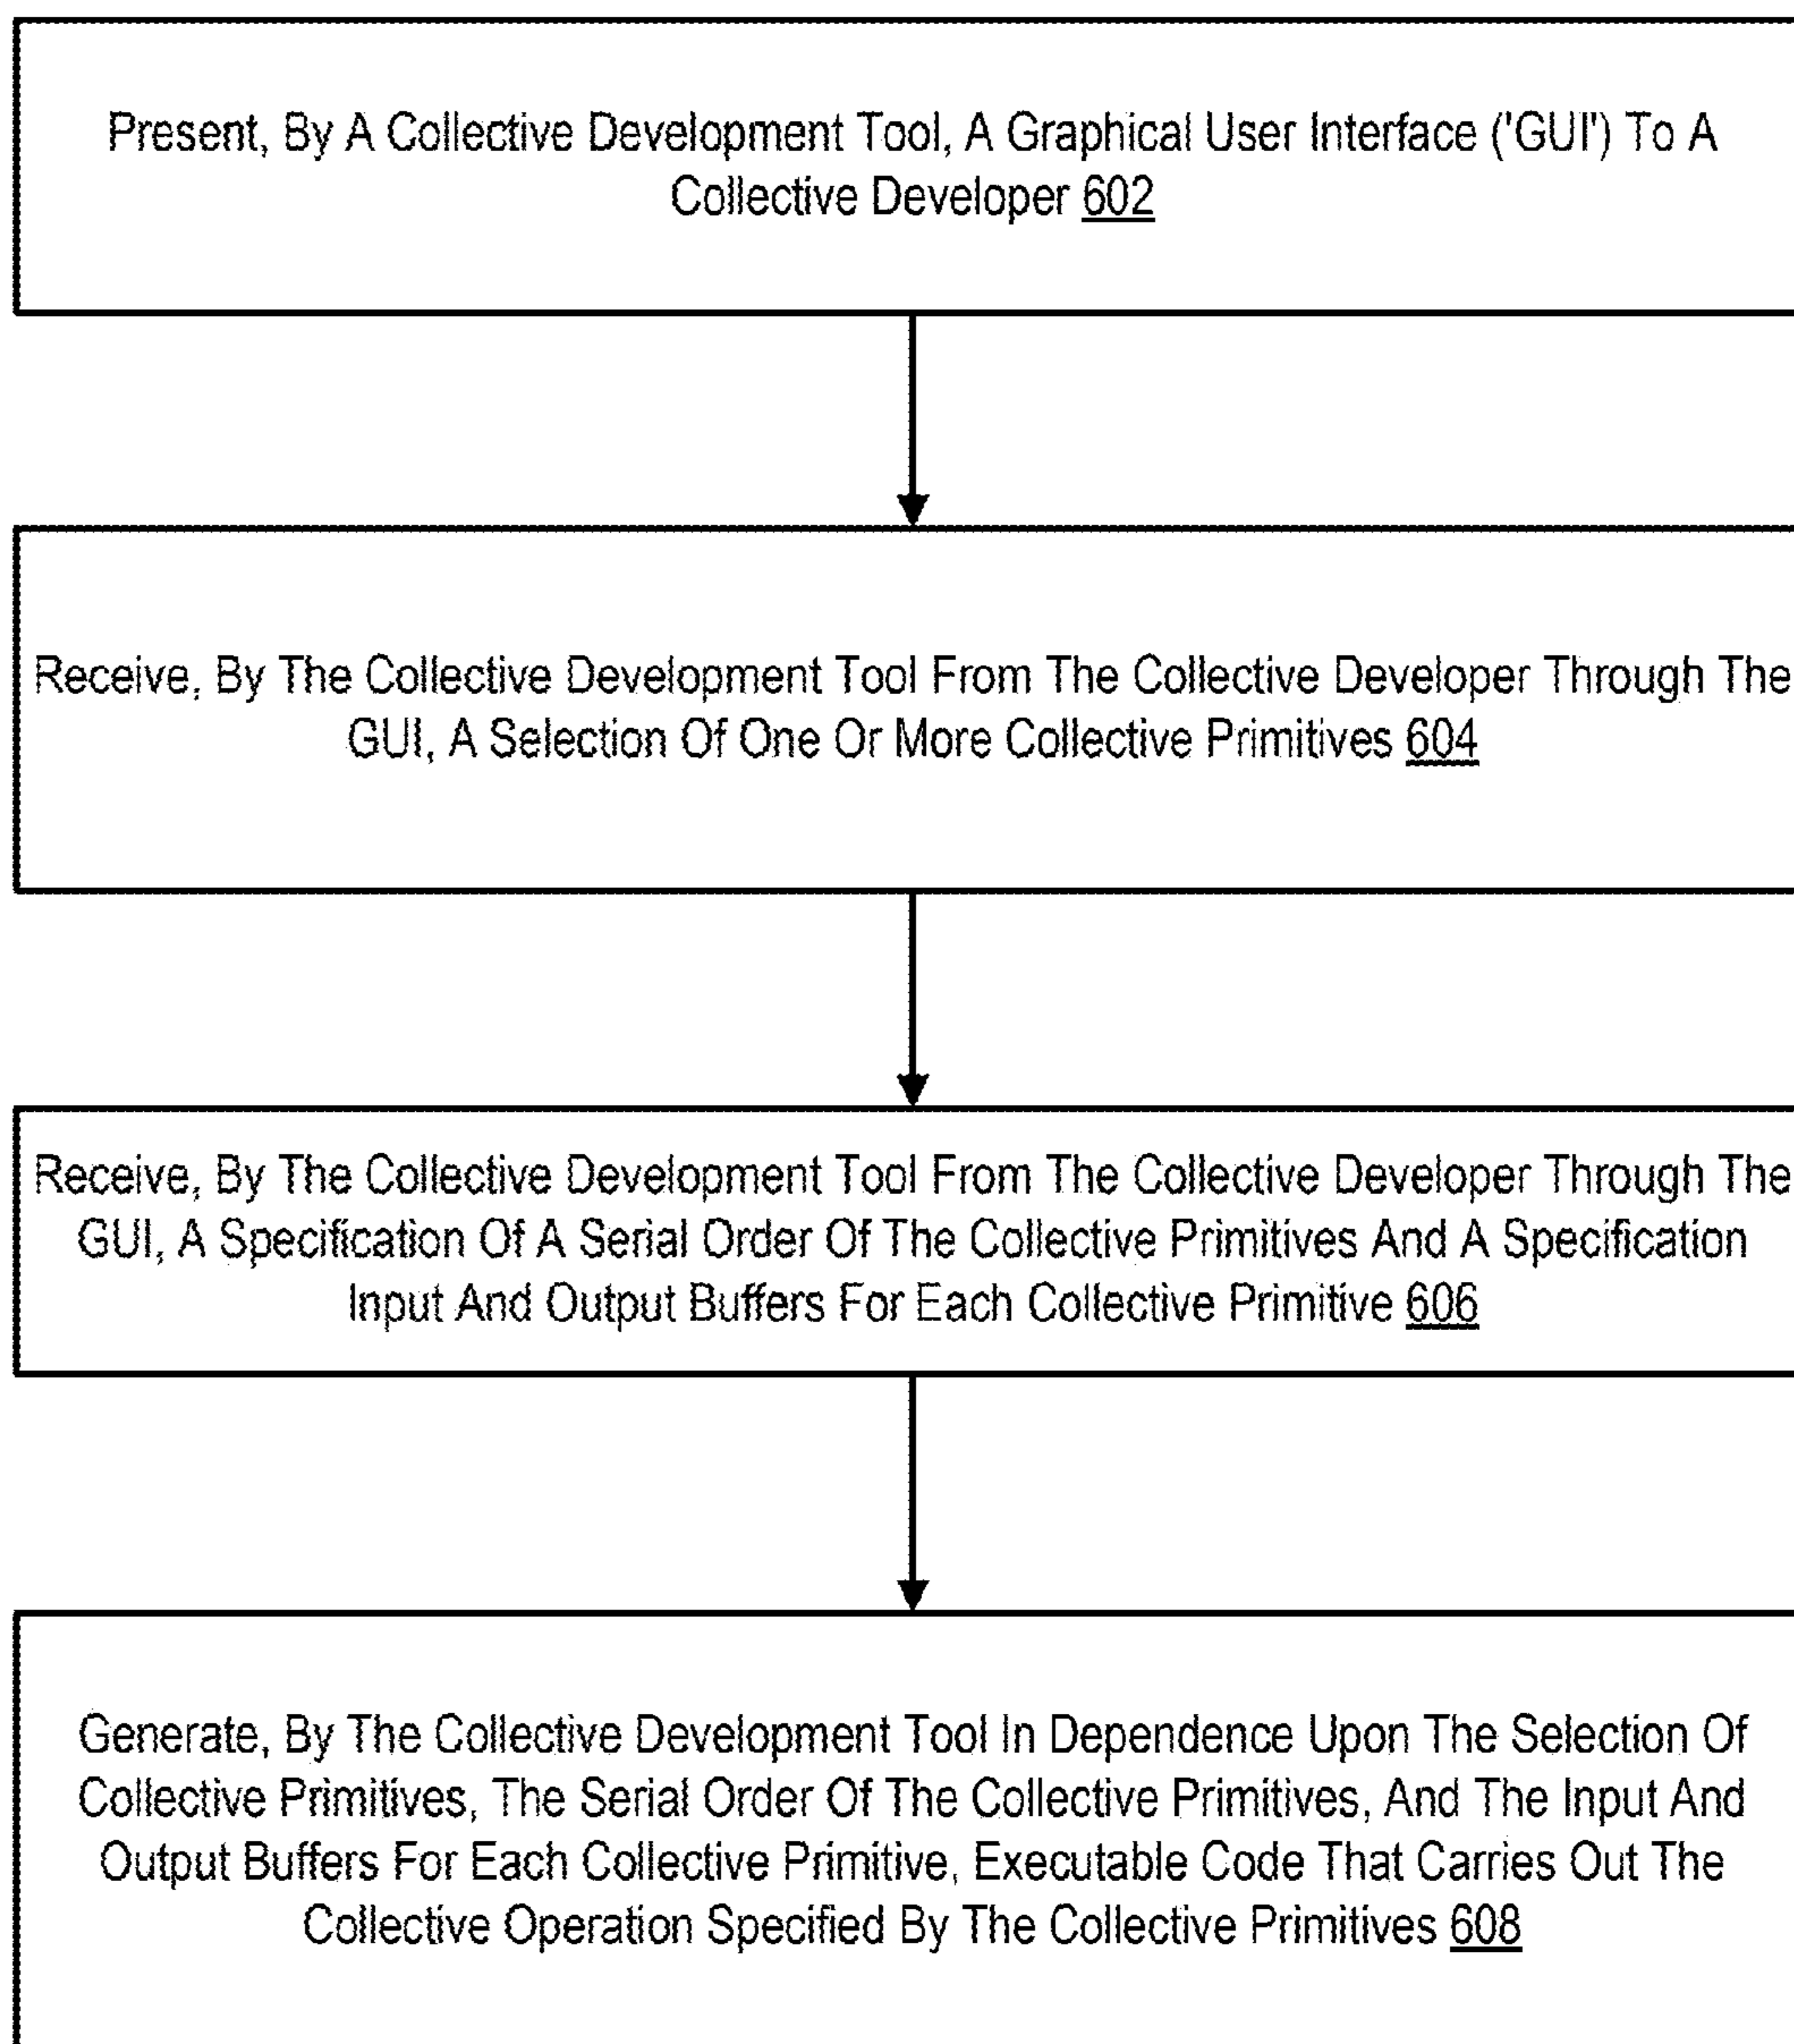 Present, By A Collective Development Tool, A Graphical User Interface ('GUI') To A
Collective Developer 602
Receive, By The Collective Development Tool From The Collective Developer Through The
GUI, A Selection Of One Or More Collective Primitives 604
Receive, By The Collective Development Tool From The Collective Developer Through The
GUI, A Specification Of A Serial Order Of The Collective Primitives And A Specification
Input And Output Buffers For Each Collective Primitive 606
Generate, By The Collective Development Tool In Dependence Upon The Selection Of
Collective Primitives, The Serial Order Of The Collective Primitives, And The Input And
Output Buffers For Each Collective Primitive, Executable Code That Carries Out The
Collective Operation Specified By The Collective Primitives 608